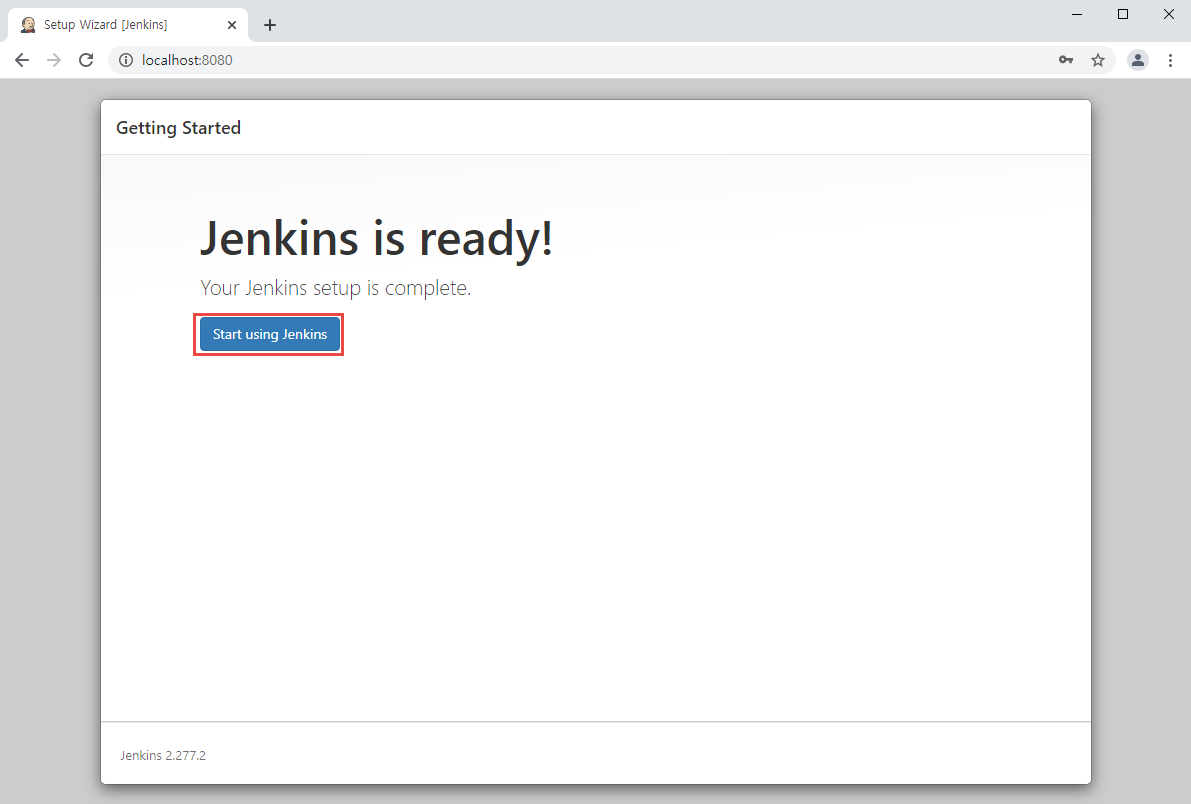 Setup Wizard [Jenkins]
localhost:8080
Getting Started
Jenkins is ready!
Your Jenkins setup is complete.
Start using Jenkins
Jenkins 2.277.2